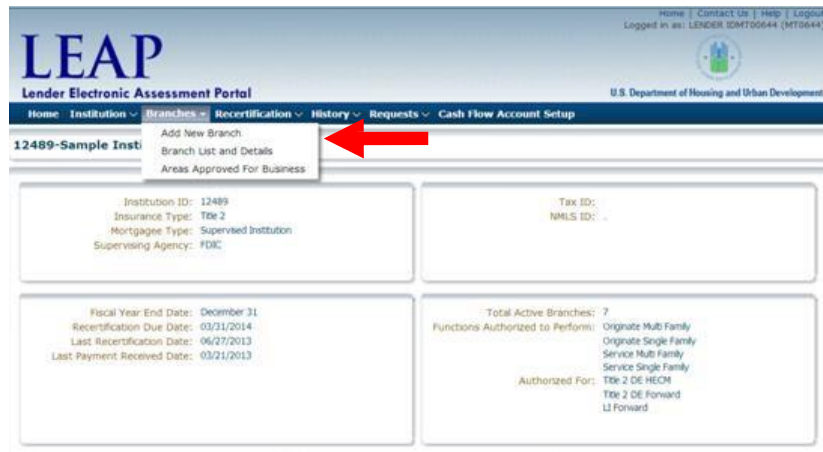 Home | Contact Us | Help | Logout
Logged in as: LENDER IDMT00644 (MT0644)
LEAP
Lender Electronic Assessment Portal
U.S. Department of Housing and Urban Development
Home Institution Branches Recertification History Requests Cash Flow Account Setup
Add New Branch
12489-Sample Insti
Branch List and Details
Areas Approved For Business
Institution ID: 12489
Insurance Type: Title 2
Mortgagee Type: Supervised Institution
Supervising Agency: FDIC
Tax ID:
NMLS ID: .
Fiscal Year End Date: December 31
Recertification Due Date: 03/31/2014
Last Recertification Date: 06/27/2013
Last Payment Received Date: 03/21/2013
Total Active Branches: 7
Functions Authorized to Perform: Originate Multi Family
Originate Single Family
Service Multi Family
Service Single Family
Authorized For: Title 2 DE HECM
Title 2 DE Forward
LI Forward